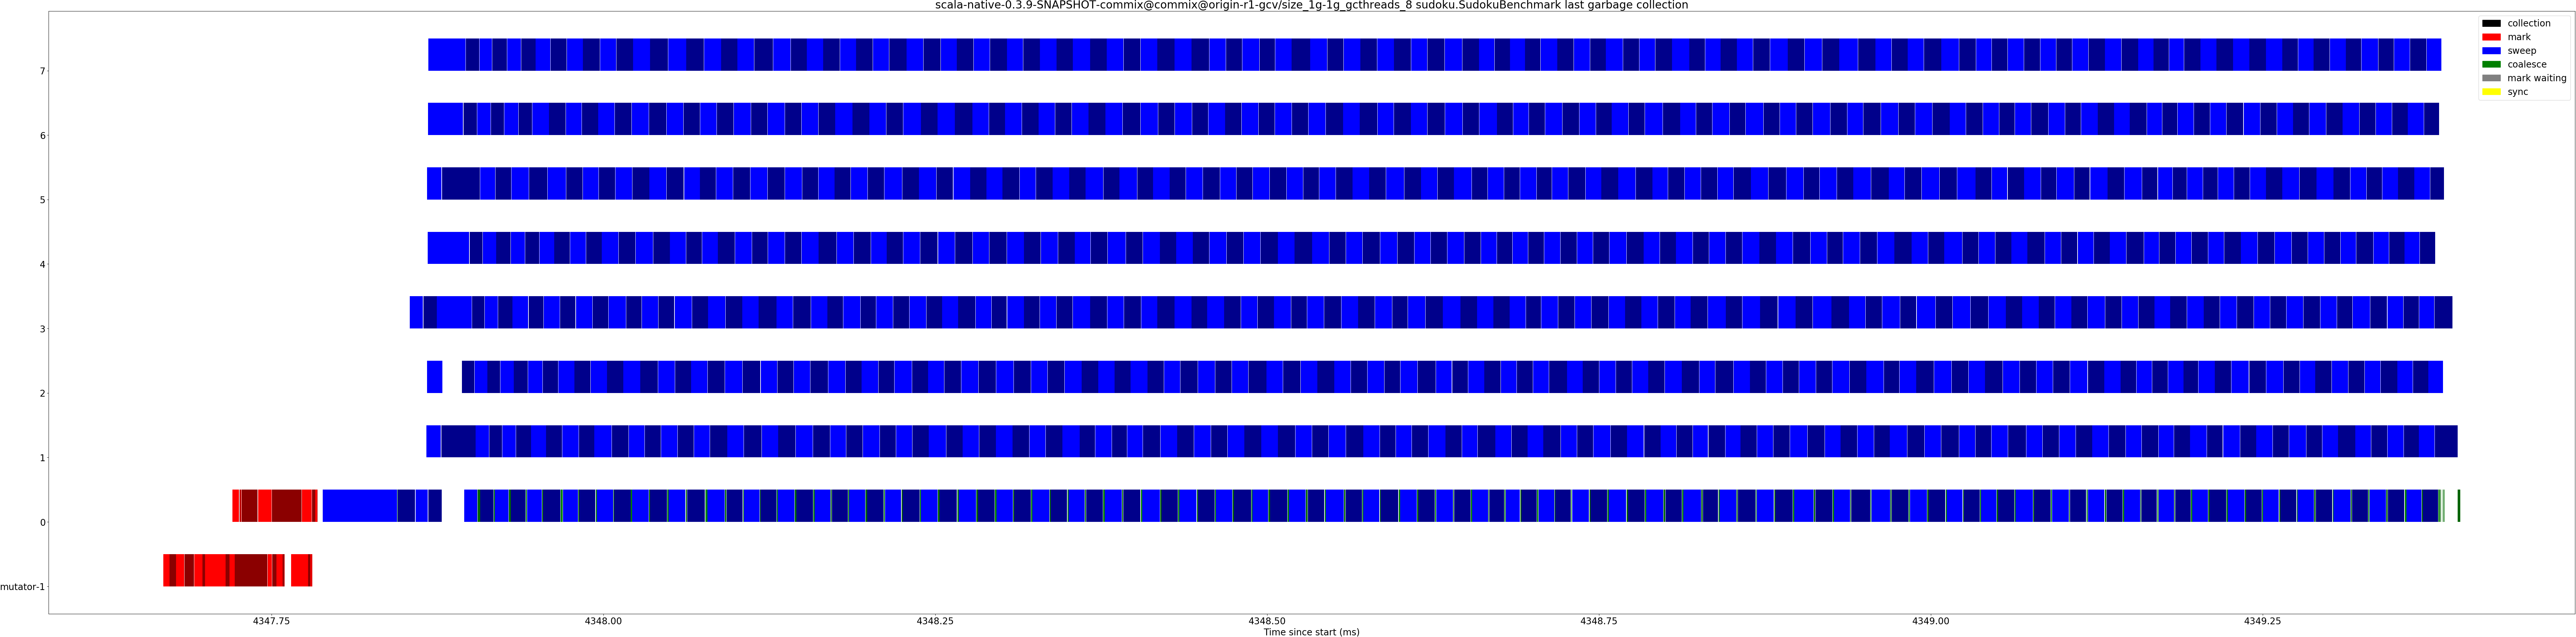 scala-native-0.3.9-SNAPSHOT-commix@commix@origin-r1-gcv/size_1g-1g_gcthreads_8 sudoku.SudokuBenchmark last garbage collection
collection
mark
sweep
coalesce
mark waiting
sync
7
6
5
4
3
2
1
0
mutator-1
4347.75 4348.00 4348.25 4348.50 4348.75 4349.00 4349.25
Time since start (ms)